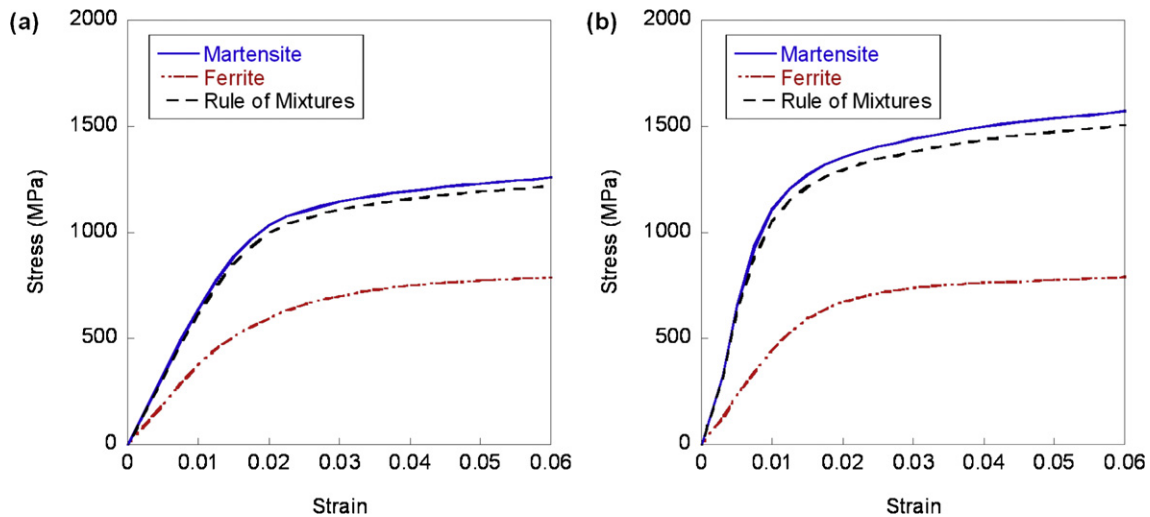 (a)
2000
1500
1000
500
0
Stress (MPa)
Martensite
Ferrite
Rule of Mixtures
0 0.01 0.02 0.03 0.04 0.05 0.06
Strain
(b)
2000
1500
1000
500
0
Stress (MPa)
Martensite
Ferrite
Rule of Mixtures
0 0.01 0.02 0.03 0.04 0.05 0.06
Strain